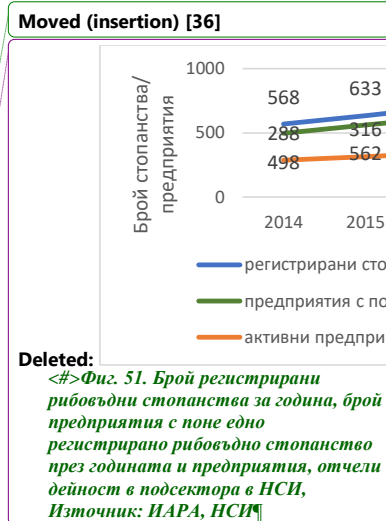 Moved (insertion) [36]
Брой стопанства/
предприятия
1000
500
0
568
633
288
316
498
562
2014
2015
регистрирани сто
предприятия с по
активни предпри
Deleted:
<#>Фиг. 51. Брой регистрирани
рибовъдни стопанства за година, брой
предприятия с поне едно
регистрирано рибовъдно стопанство
през годината и предприятия, отчели
дейност в подсектора в НСИ,
Източник: ИАРА, НСИ¶